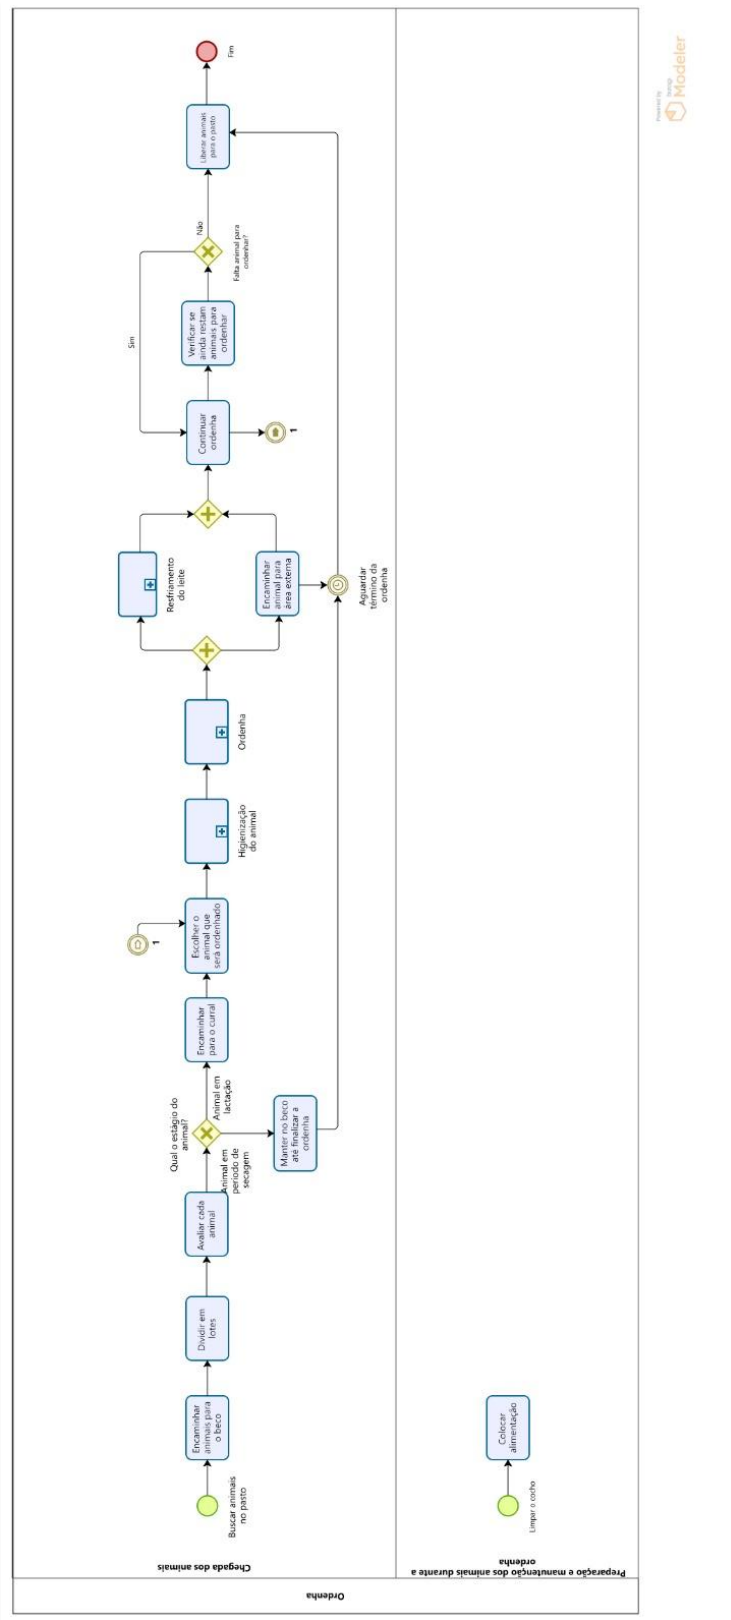 Ordenha
Chegada dos animais
Buscar animais
no pasto
Encaminhar
animais para
o beco
Dividir em
lotes
Avaliar cada
animal
Qual o estágio do
animal?
Animal em
lactação
Animal em
período de
secagem
Manter no beco
até finalizar a
ordenha
Encaminhar
para o curral
1
Escolher o
animal que
será ordenhado
Higienização
do animal
Ordenha
Resfriamento
do leite
Encaminhar
animal para
área externa
Aguardar
término da
ordenha
Continuar
ordenha
1
Verificar se
ainda restam
animais para
ordenhar
Falta animal para
ordenhar?
Sim
Não
Liberar animais
para o pasto
Fim
Preparação e manutenção dos animais durante a
ordenha
Limpar o cocho
Colocar
alimentação
Powered by
bizagi
Modeler